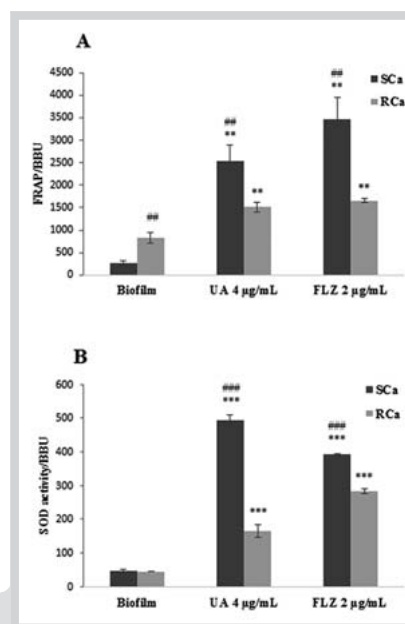 A
4500
4000
3500
3000
2500
2000
1500
1000
500
0
FRAP/BBU
SCa
RCa
##
## **
**
## **
**
Biofilm UA 4 µg/mL FLZ 2 µg/mL
B
600
500
400
300
200
100
0
SOD activity/BBU
SCa
RCa
### ***
***
### ***
***
Biofilm UA 4 µg/mL FLZ 2 µg/mL